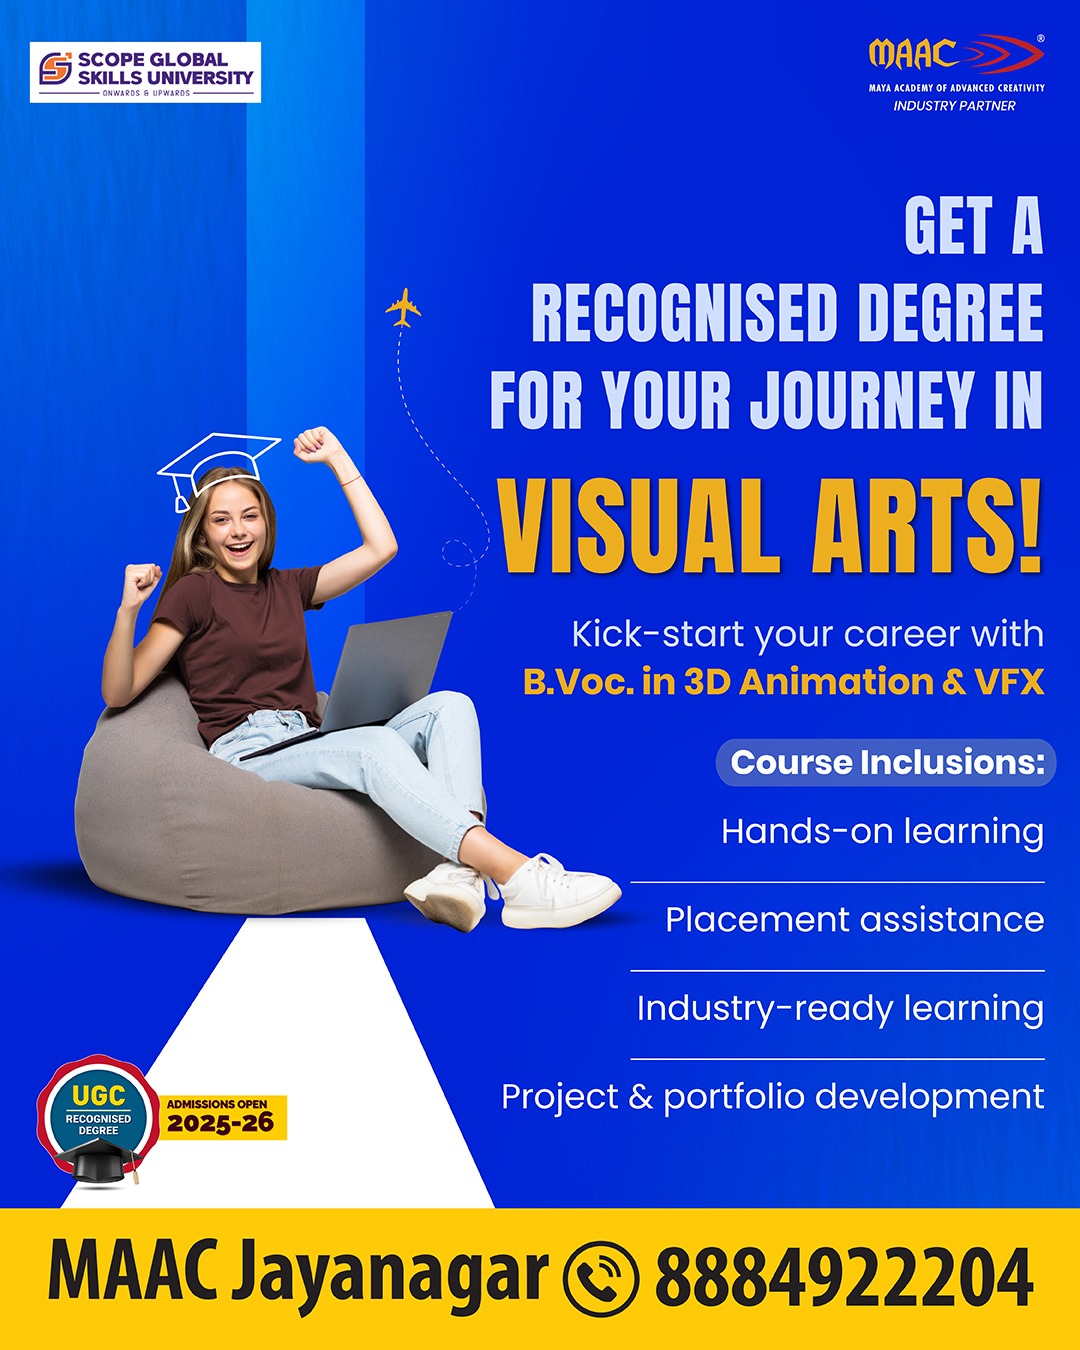 SCOPE GLOBAL
SKILLS UNIVERSITY
ONWARDS & UPWARDS
MAAC ®
MAYA ACADEMY OF ADVANCED CREATIVITY
INDUSTRY PARTNER
GET A
RECOGNISED DEGREE
FOR YOUR JOURNEY IN
VISUAL ARTS!
Kick-start your career with
B.Voc. in 3D Animation & VFX
Course Inclusions:
Hands-on learning
Placement assistance
Industry-ready learning
Project & portfolio development
UGC
RECOGNISED
DEGREE
ADMISSIONS OPEN
2025-26
MAAC Jayanagar 8884922204